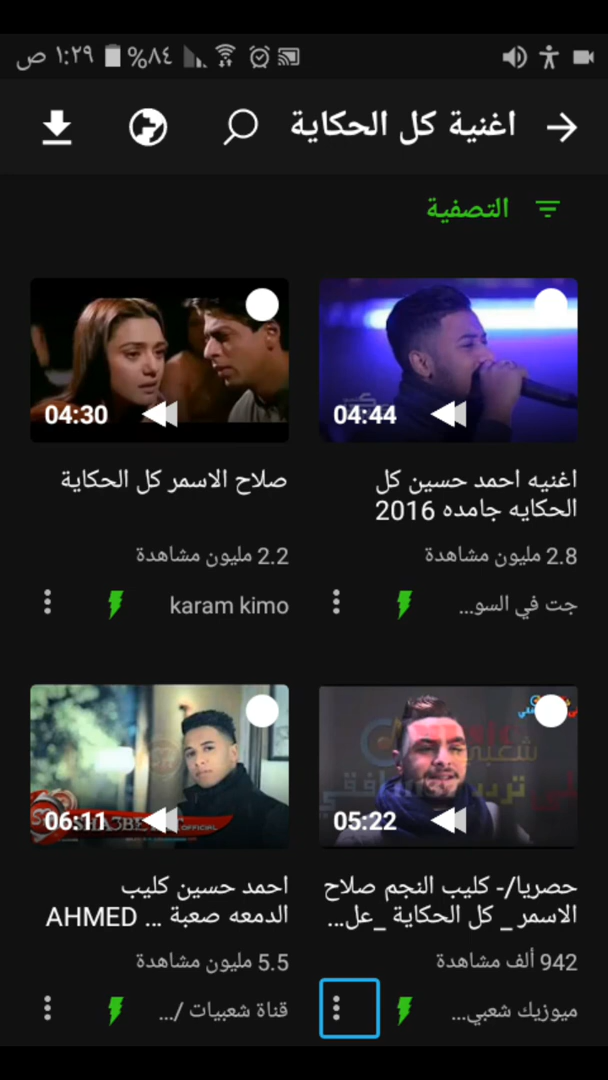 ١:٢٩ ص %٨٤
اغنية كل الحكاية
التصفية
04:44
اغنيه احمد حسين كل
الحكايه جامده 2016
2.8 مليون مشاهدة
جت في السو...
04:30
صلاح الاسمر كل الحكاية
2.2 مليون مشاهدة
karam kimo
05:22
حصريا/- كليب النجم صلاح
الاسمر _ كل الحكاية _عل...
942 ألف مشاهدة
ميوزيك شعبي...
06:11
احمد حسين كليب
الدمعه صعبة ... AHMED
5.5 مليون مشاهدة
قناة شعبيات /...